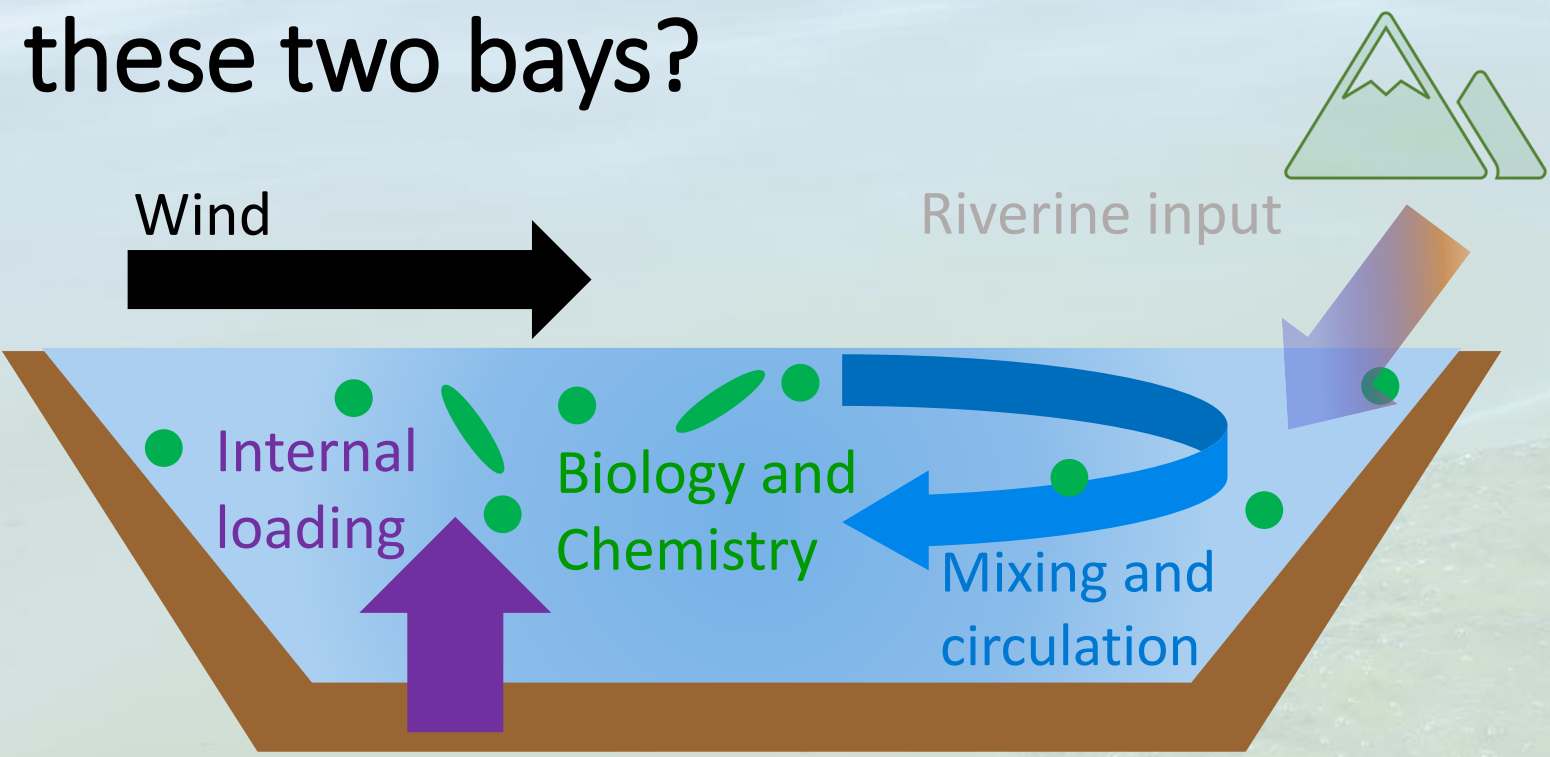 these two bays?
Wind
Riverine input
Internal
loading
Biology and
Chemistry
Mixing and
circulation